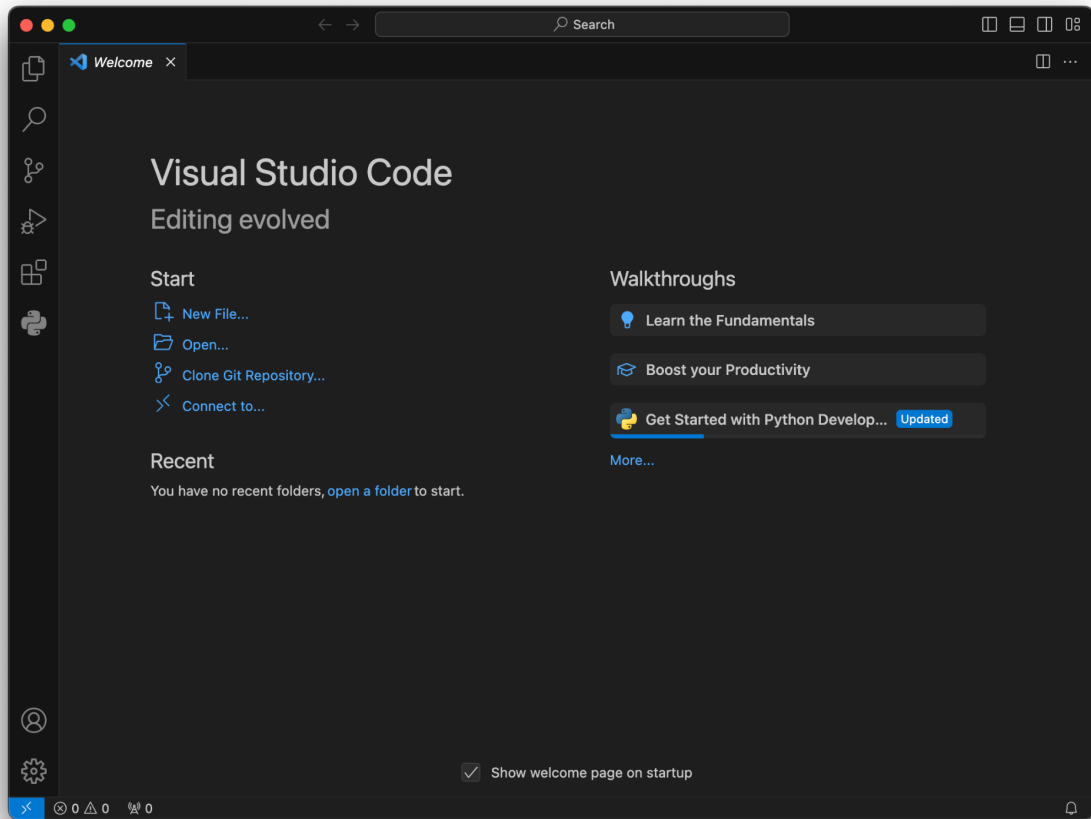 Search
Welcome
Visual Studio Code
Editing evolved
Start
New File...
Open...
Clone Git Repository...
Connect to...
Recent
You have no recent folders, open a folder to start.
Walkthroughs
Learn the Fundamentals
Boost your Productivity
Get Started with Python Develop... Updated
More...
Show welcome page on startup
0 0 0